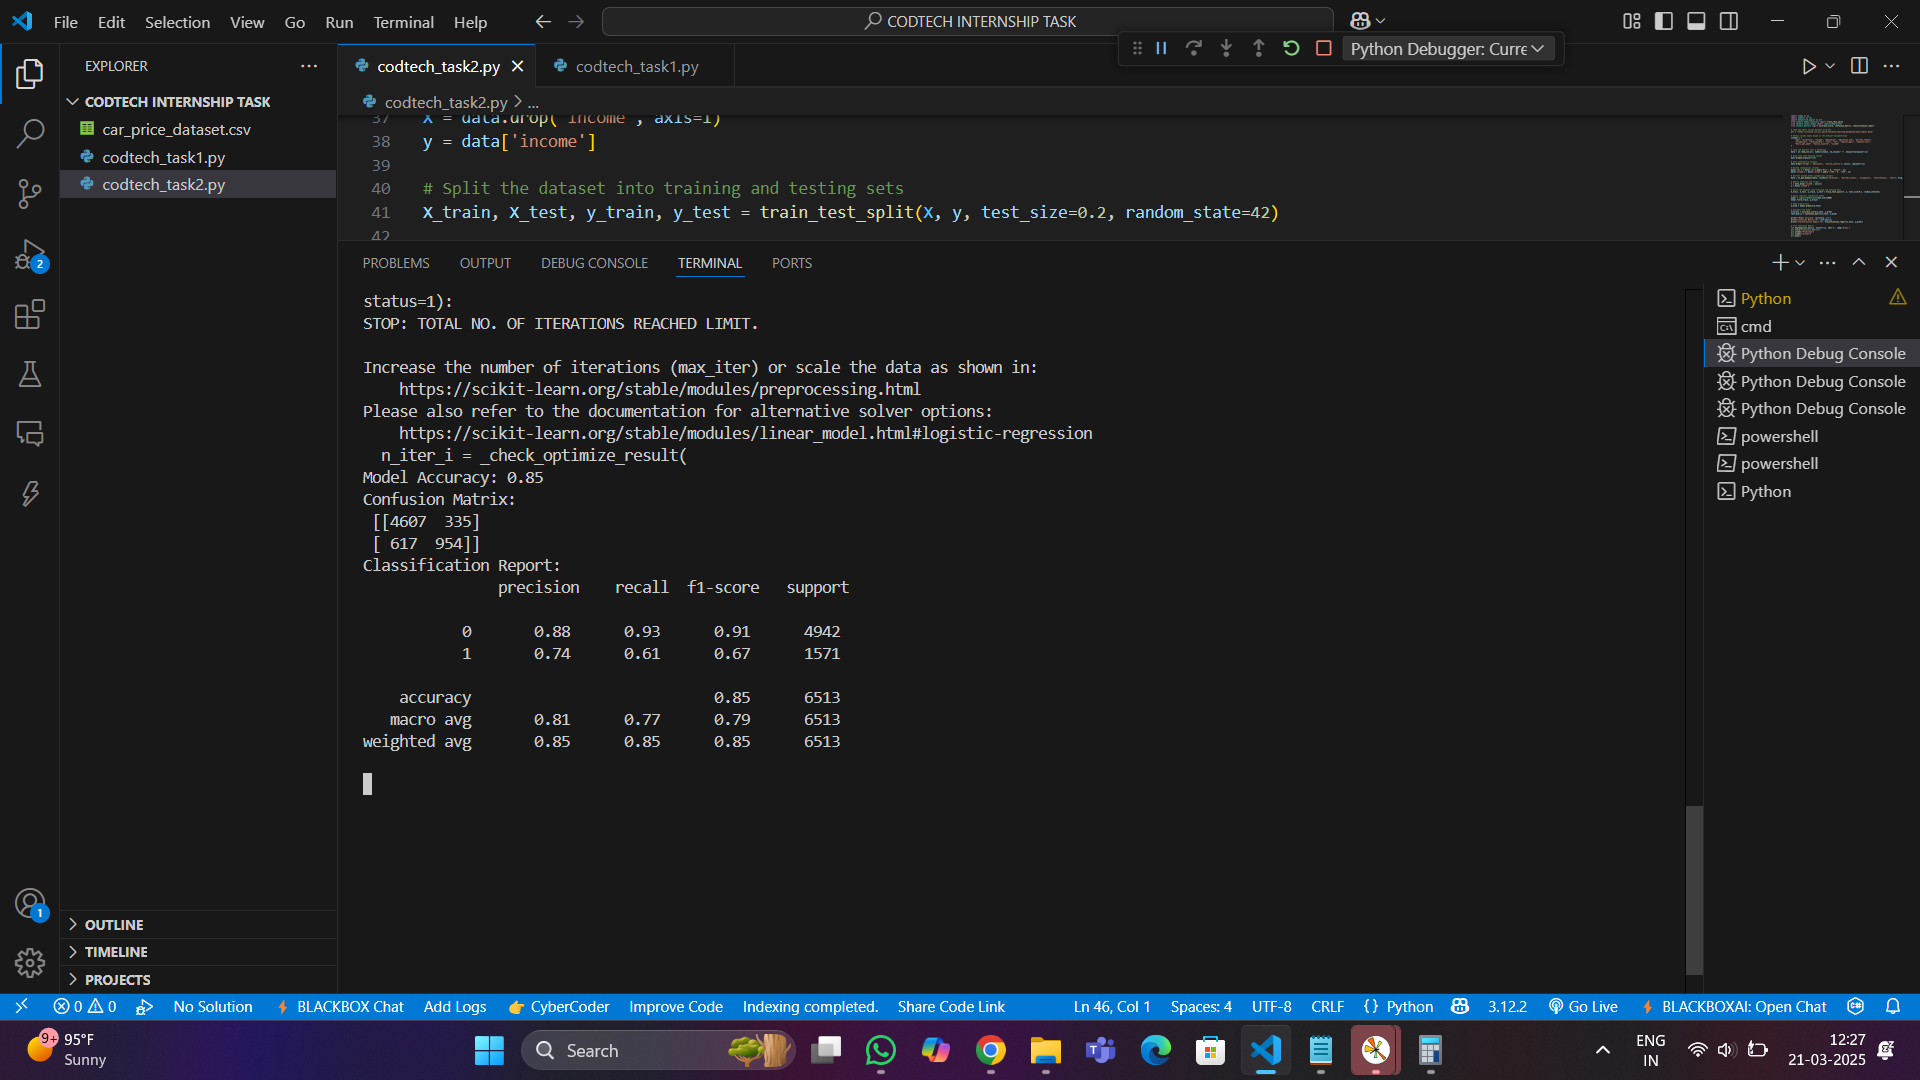 File Edit Selection View Go Run Terminal Help
CODTECH INTERNSHIP TASK
Python Debugger: Curre
EXPLORER
CODTECH INTERNSHIP TASK
car_price_dataset.csv
codtech_task1.py
codtech_task2.py
OUTLINE
TIMELINE
PROJECTS
codtech_task2.py
codtech_task1.py
codtech_task2.py > ...
37 X = data.drop('income', axis=1)
38 y = data['income']
39
40 # Split the dataset into training and testing sets
41 X_train, X_test, y_train, y_test = train_test_split(X, y, test_size=0.2, random_state=42)
42
PROBLEMS OUTPUT DEBUG CONSOLE TERMINAL PORTS
status=1):
STOP: TOTAL NO. OF ITERATIONS REACHED LIMIT.
Increase the number of iterations (max_iter) or scale the data as shown in:
https://scikit-learn.org/stable/modules/preprocessing.html
Please also refer to the documentation for alternative solver options:
https://scikit-learn.org/stable/modules/linear_model.html#logistic-regression
n_iter_i = _check_optimize_result(
Model Accuracy: 0.85
Confusion Matrix:
[[4607 335]
[ 617 954]]
Classification Report:
precision recall f1-score support
0 0.88 0.93 0.91 4942
1 0.74 0.61 0.67 1571
accuracy 0.85 6513
macro avg 0.81 0.77 0.79 6513
weighted avg 0.85 0.85 0.85 6513
Python
cmd
Python Debug Console
Python Debug Console
Python Debug Console
powershell
powershell
Python
2
1
0 0 No Solution BLACKBOX Chat Add Logs CyberCoder Improve Code Indexing completed. Share Code Link Ln 46, Col 1 Spaces: 4 UTF-8 CRLF {} Python 3.12.2 Go Live BLACKBOXAI: Open Chat
9+
95°F
Sunny
Search
ENG
IN
12:27
21-03-2025